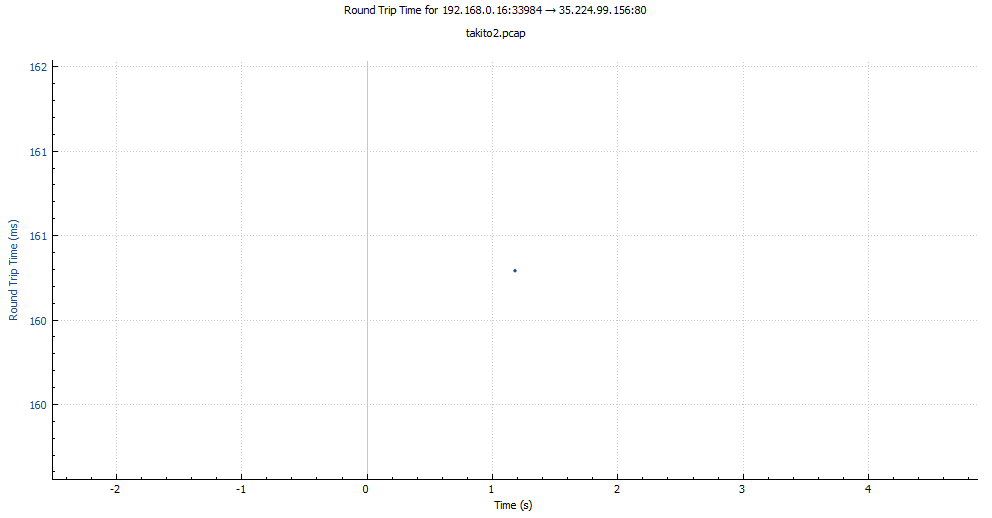 Round Trip Time for 192.168.0.16:33984 → 35.224.99.156:80
takito2.pcap
162
161
161
160
160
Round Trip Time (ms)
-2 -1 0 1 2 3 4
Time (s)